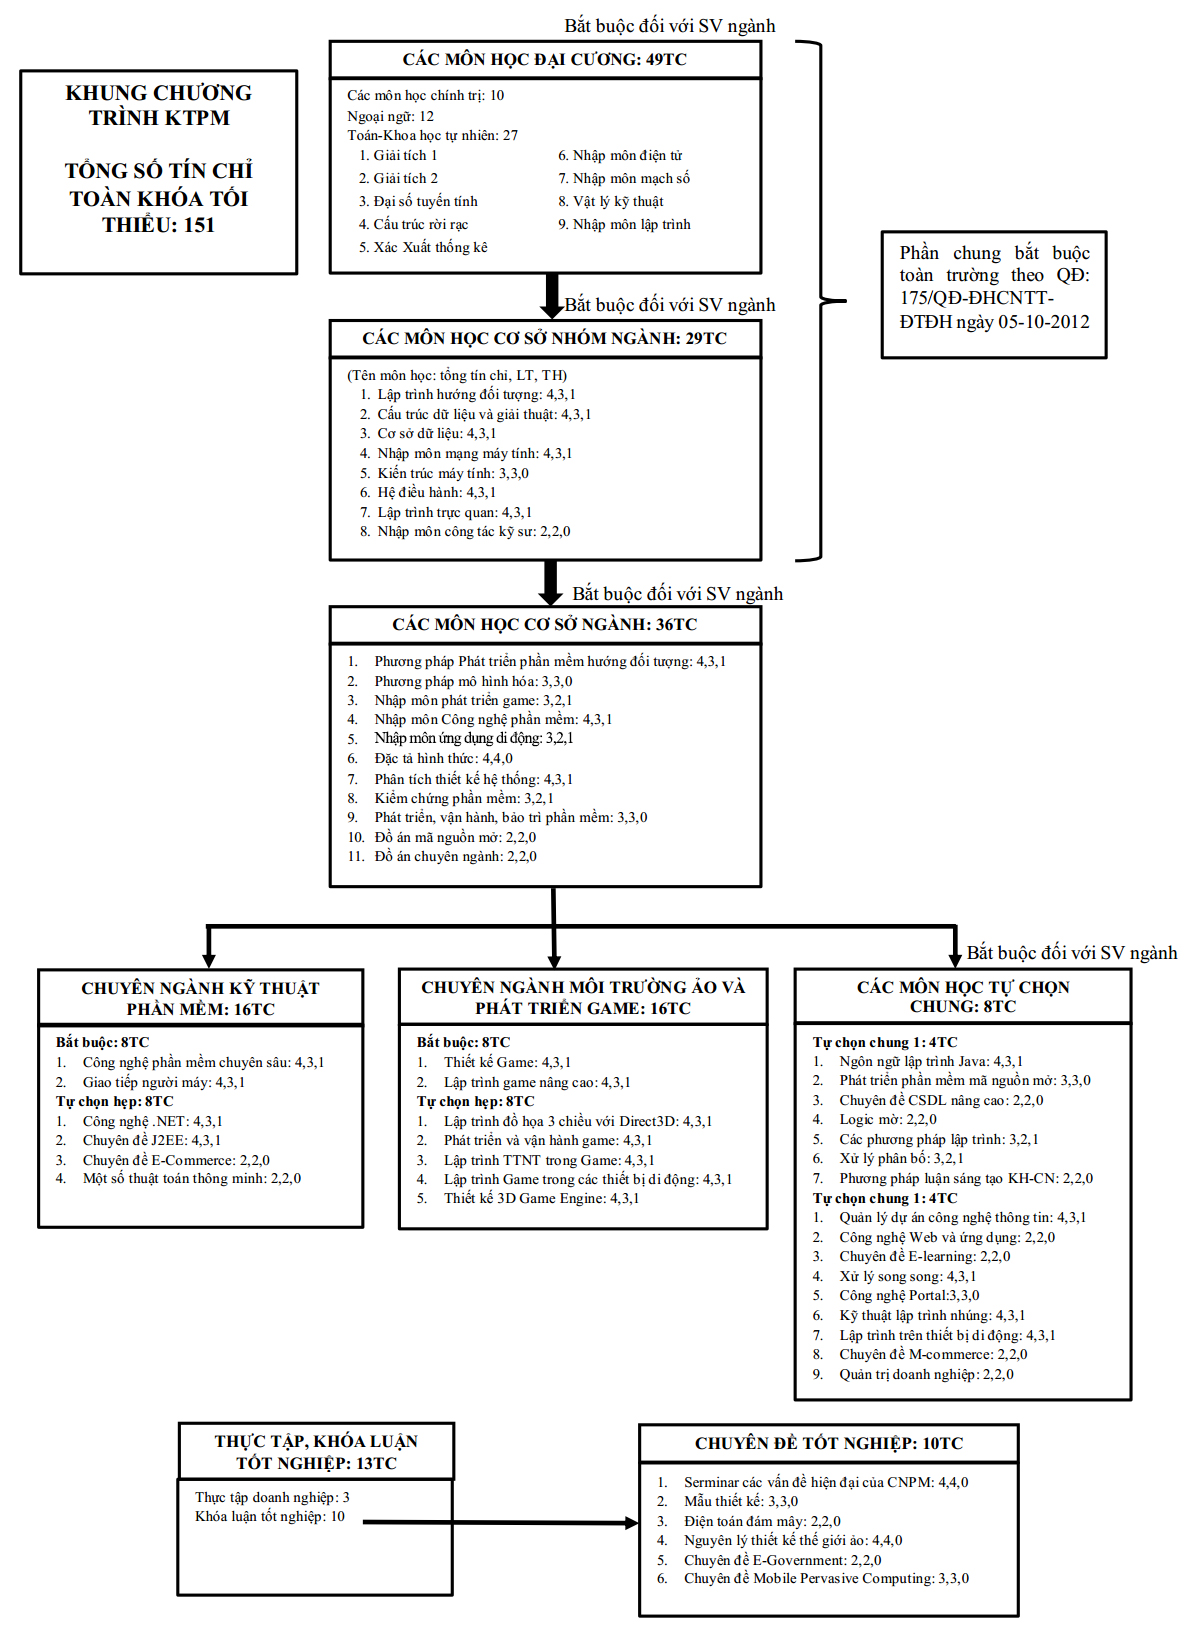 Bắt buộc đối với SV ngành
KHUNG CHƯƠNG
TRÌNH KTPM
TỔNG SỐ TÍN CHỈ
TOÀN KHÓA TỐI
THIỂU: 151
CÁC MÔN HỌC ĐẠI CƯƠNG: 49TC
Các môn học chính trị: 10
Ngoại ngữ: 12
Toán-Khoa học tự nhiên: 27
1. Giải tích 1
2. Giải tích 2
3. Đại số tuyến tính
4. Cấu trúc rời rạc
5. Xác Xuất thống kê
6. Nhập môn điện tử
7. Nhập môn mạch số
8. Vật lý kỹ thuật
9. Nhập môn lập trình
Phần chung bắt buộc
toàn trường theo QĐ:
175/QĐ-ĐHCNTT-
ĐTĐH ngày 05-10-2012
Bắt buộc đối với SV ngành
CÁC MÔN HỌC CƠ SỞ NHÓM NGÀNH: 29TC
(Tên môn học: tổng tín chỉ, LT, TH)
1. Lập trình hướng đối tượng: 4,3,1
2. Cấu trúc dữ liệu và giải thuật: 4,3,1
3. Cơ sở dữ liệu: 4,3,1
4. Nhập môn mạng máy tính: 4,3,1
5. Kiến trúc máy tính: 3,3,0
6. Hệ điều hành: 4,3,1
7. Lập trình trực quan: 4,3,1
8. Nhập môn công tác kỹ sư: 2,2,0
Bắt buộc đối với SV ngành
CÁC MÔN HỌC CƠ SỞ NGÀNH: 36TC
1. Phương pháp Phát triển phần mềm hướng đối tượng: 4,3,1
2. Phương pháp mô hình hóa: 3,3,0
3. Nhập môn phát triển game: 3,2,1
4. Nhập môn Công nghệ phần mềm: 4,3,1
5. Nhập môn ứng dụng di động: 3,2,1
6. Đặc tả hình thức: 4,4,0
7. Phân tích thiết kế hệ thống: 4,3,1
8. Kiểm chứng phần mềm: 3,2,1
9. Phát triển, vận hành, bảo trì phần mềm: 3,3,0
10. Đồ án mã nguồn mở: 2,2,0
11. Đồ án chuyên ngành: 2,2,0
CHUYÊN NGÀNH KỸ THUẬT
PHẦN MỀM: 16TC
Bắt buộc: 8TC
1. Công nghệ phần mềm chuyên sâu: 4,3,1
2. Giao tiếp người máy: 4,3,1
Tự chọn hẹp: 8TC
1. Công nghệ .NET: 4,3,1
2. Chuyên đề J2EE: 4,3,1
3. Chuyên đề E-Commerce: 2,2,0
4. Một số thuật toán thông minh: 2,2,0
CHUYÊN NGÀNH MÔI TRƯỜNG ẢO VÀ
PHÁT TRIỂN GAME: 16TC
Bắt buộc: 8TC
1. Thiết kế Game: 4,3,1
2. Lập trình game nâng cao: 4,3,1
Tự chọn hẹp: 8TC
1. Lập trình đồ họa 3 chiều với Direct3D: 4,3,1
2. Phát triển và vận hành game: 4,3,1
3. Lập trình TTNT trong Game: 4,3,1
4. Lập trình Game trong các thiết bị di động: 4,3,1
5. Thiết kế 3D Game Engine: 4,3,1
Bắt buộc đối với SV ngành
CÁC MÔN HỌC TỰ CHỌN
CHUNG: 8TC
Tự chọn chung 1: 4TC
1. Ngôn ngữ lập trình Java: 4,3,1
2. Phát triển phần mềm mã nguồn mở: 3,3,0
3. Chuyên đề CSDL nâng cao: 2,2,0
4. Logic mờ: 2,2,0
5. Các phương pháp lập trình: 3,2,1
6. Xử lý phân bố: 3,2,1
7. Phương pháp luận sáng tạo KH-CN: 2,2,0
Tự chọn chung 1: 4TC
1. Quản lý dự án công nghệ thông tin: 4,3,1
2. Công nghệ Web và ứng dụng: 2,2,0
3. Chuyên đề E-learning: 2,2,0
4. Xử lý song song: 4,3,1
5. Công nghệ Portal:3,3,0
6. Kỹ thuật lập trình nhúng: 4,3,1
7. Lập trình trên thiết bị di động: 4,3,1
8. Chuyên đề M-commerce: 2,2,0
9. Quản trị doanh nghiệp: 2,2,0
THỰC TẬP, KHÓA LUẬN
TỐT NGHIỆP: 13TC
Thực tập doanh nghiệp: 3
Khóa luận tốt nghiệp: 10
CHUYÊN ĐỀ TỐT NGHIỆP: 10TC
1. Serminar các vấn đề hiện đại của CNPM: 4,4,0
2. Mẫu thiết kế: 3,3,0
3. Điện toán đám mây: 2,2,0
4. Nguyên lý thiết kế thế giới ảo: 4,4,0
5. Chuyên đề E-Government: 2,2,0
6. Chuyên đề Mobile Pervasive Computing: 3,3,0